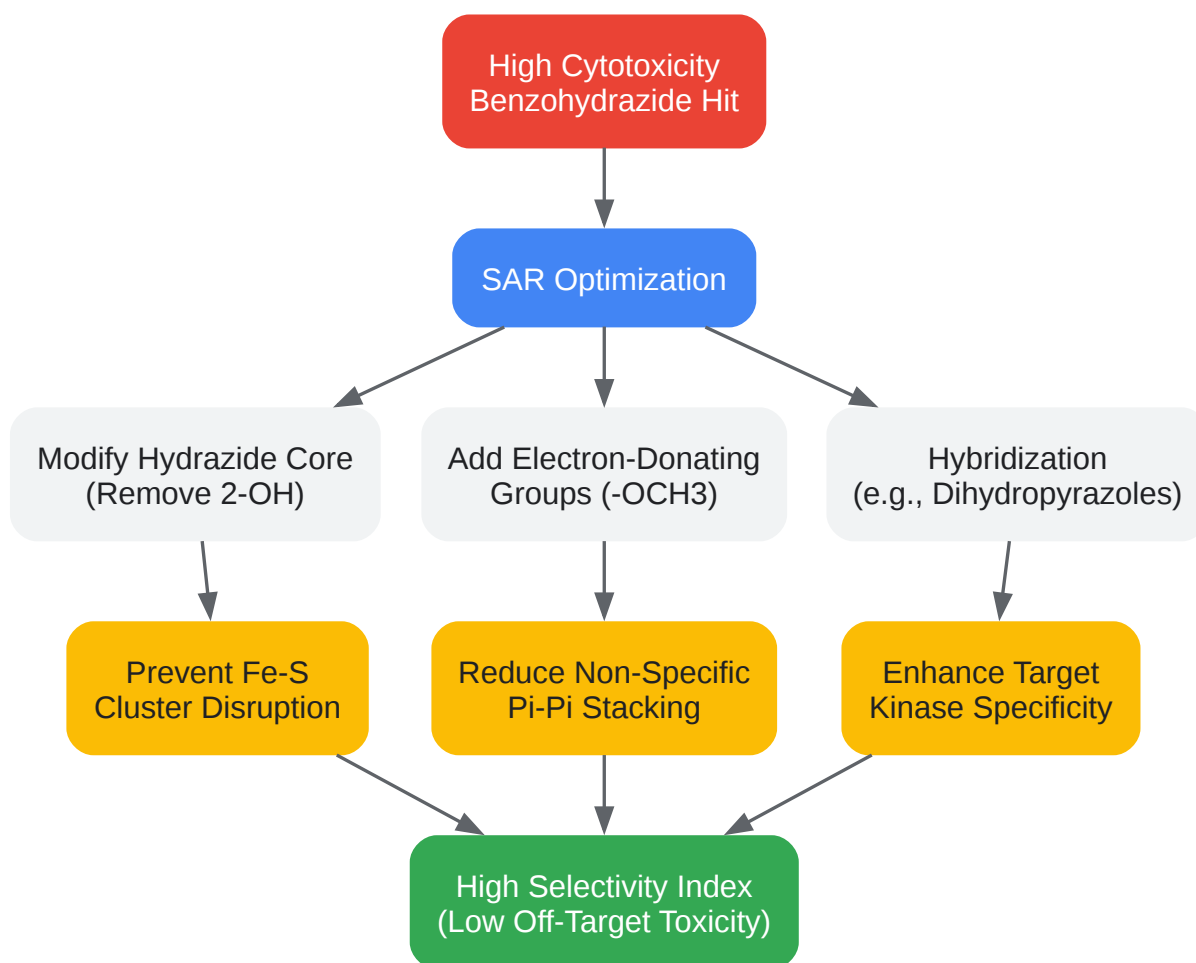 High Cytotoxicity
Benzohydrazide Hit
SAR Optimization
Modify Hydrazide Core
(Remove 2-OH)
Add Electron-Donating
Groups (-OCH3)
Hybridization
(e.g., Dihydropyrazoles)
Prevent Fe-S
Cluster Disruption
Reduce Non-Specific
Pi-Pi Stacking
Enhance Target
Kinase Specificity
High Selectivity Index
(Low Off-Target Toxicity)